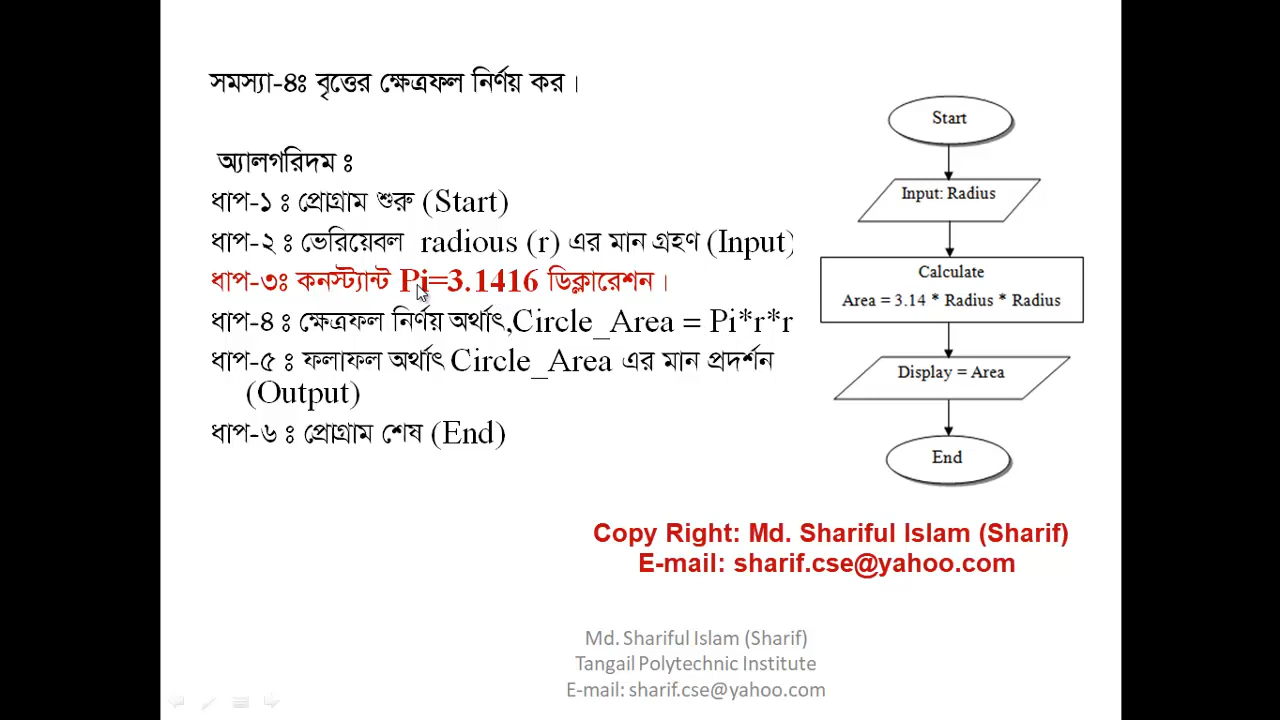 সমস্যা-৪ঃ বৃত্তের ক্ষেত্রফল নির্ণয় কর।
অ্যালগরিদম ঃ
ধাপ-১ ঃ প্রোগ্রাম শুরু (Start)
ধাপ-২ ঃ ভেরিয়েবল radious (r) এর মান গ্রহণ (Input)
ধাপ-৩ঃ কনস্ট্যান্ট Pi=3.1416 ডিক্লারেশন।
ধাপ-৪ ঃ ক্ষেত্রফল নির্ণয় অর্থাৎ,Circle_Area = Pi*r*r
ধাপ-৫ ঃ ফলাফল অর্থাৎ Circle_Area এর মান প্রদর্শন
(Output)
ধাপ-৬ ঃ প্রোগ্রাম শেষ (End)
Start
Input: Radius
Calculate
Area = 3.14 * Radius * Radius
Display = Area
End
Copy Right: Md. Shariful Islam (Sharif)
E-mail: sharif.cse@yahoo.com
Md. Shariful Islam (Sharif)
Tangail Polytechnic Institute
E-mail: sharif.cse@yahoo.com